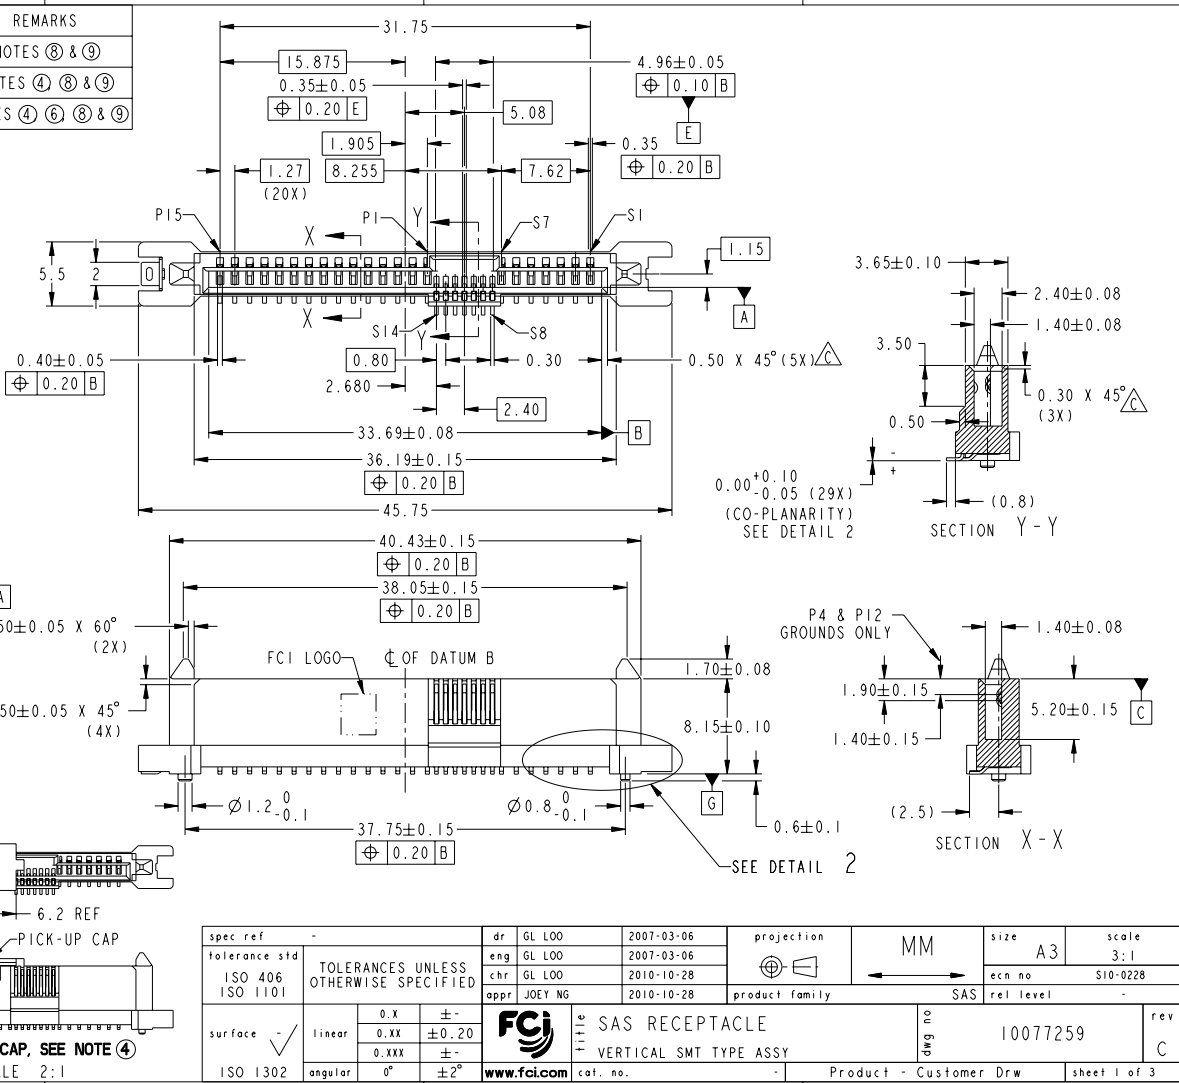 REMARKS
NOTES ⑧ & ⑨
TES ④, ⑧ & ⑨
S ④ ⑥, ⑧ & ⑨
31.75
15.875
4.96±0.05
0.10 B
0.35±0.05
0.20 E
5.08
E
1.905
0.35
0.20 B
1.27
(20X)
8.255
7.62
P15
P1
Y
S7
S1
X
1.15
5.5
2
A
X
S14
Y
S8
0.40±0.05
0.20 B
0.80
0.30
0.50 X 45°(5X)
C
2.680
2.40
33.69±0.08
B
36.19±0.15
0.20 B
45.75
3.65±0.10
2.40±0.08
1.40±0.08
3.50
0.30 X 45°
(3X)
C
0.50
-
+
0.00 +0.10
-0.05 (29X)
(CO-PLANARITY)
SEE DETAIL 2
(0.8)
SECTION Y-Y
40.43±0.15
0.20 B
38.05±0.15
0.20 B
A
50±0.05 X 60°
(2X)
FCI LOGO
℄ OF DATUM B
1.70±0.08
50±0.05 X 45°
(4X)
8.15±0.10
Ø1.2 0
-0.1
Ø0.8 0
-0.1
G
0.6±0.1
37.75±0.15
0.20 B
SEE DETAIL 2
P4 & P12
GROUNDS ONLY
1.40±0.08
1.90±0.15
5.20±0.15
C
1.40±0.15
(2.5)
SECTION X-X
6.2 REF
PICK-UP CAP
CAP, SEE NOTE ④
LE 2:1
spec ref -
tolerance std
ISO 406
ISO 1101
TOLERANCES UNLESS
OTHERWISE SPECIFIED
surface -
ISO 1302
linear
0.X ±-
0.XX ±0.20
0.XXX ±-
angular 0° ±2°
dr GL LOO 2007-03-06
eng GL LOO 2007-03-06
chr GL LOO 2010-10-28
appr JOEY NG 2010-10-28
projection
MM
size A3
scale
3:1
ecn no S10-0228
product family SAS
rel level -
FCi
www.fci.com
title
SAS RECEPTACLE
VERTICAL SMT TYPE ASSY
dwg no
10077259
rev
C
cat. no. -
Product - Customer Drw
sheet 1 of 3